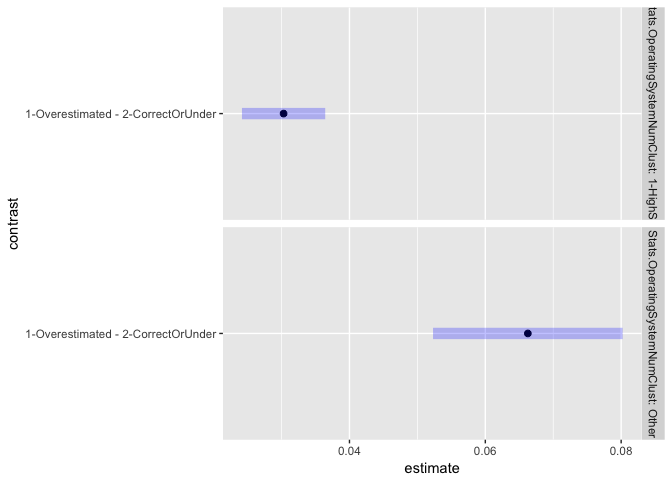 contrast
1-Overestimated - 2-CorrectOrUnder
1-Overestimated - 2-CorrectOrUnder
tats.OperatingSystemNumClust: 1-HighS
Stats.OperatingSystemNumClust: Other
0.04 0.06 0.08
estimate